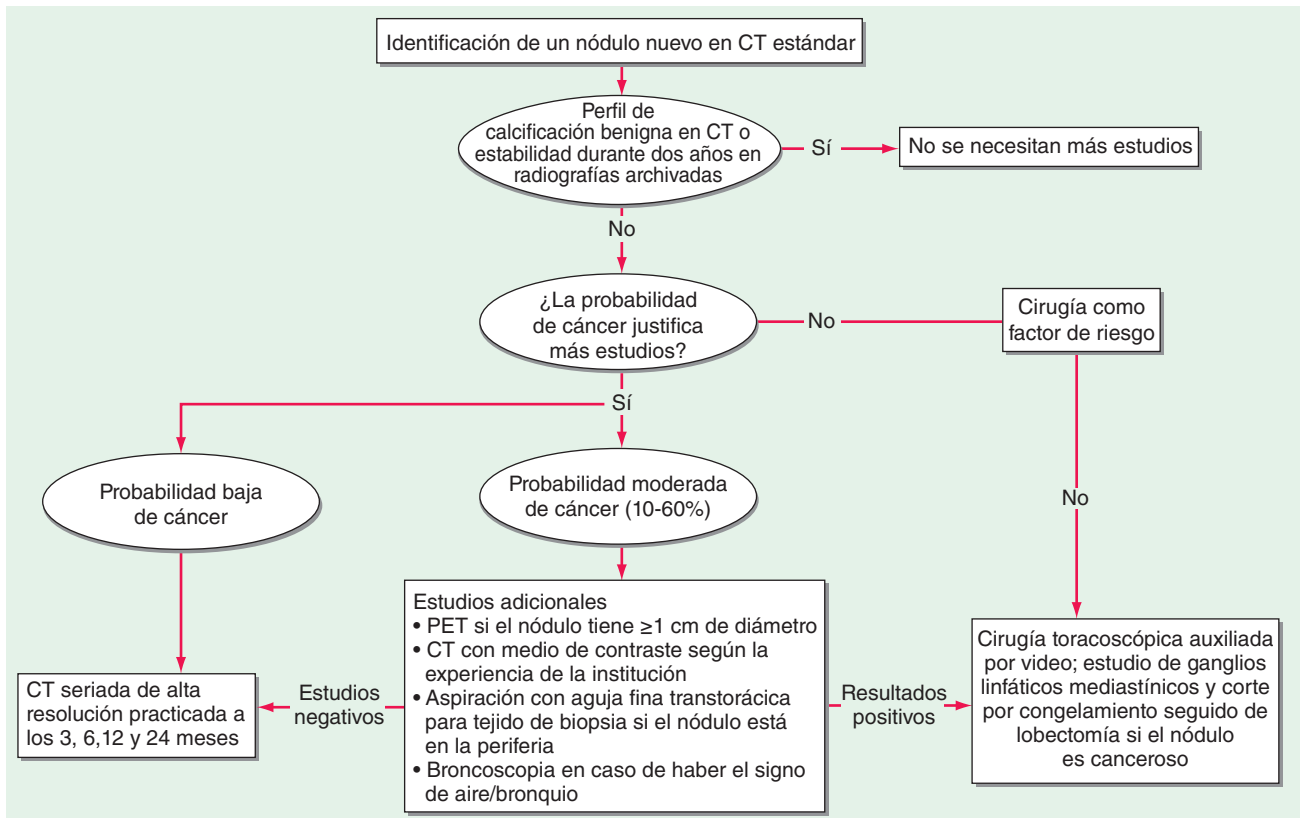 Identificación de un nódulo nuevo en CT estándar
Perfil de
calcificación benigna en CT o
estabilidad durante dos años en
radiografías archivadas
Sí
No se necesitan más estudios
No
¿La probabilidad
de cáncer justifica
más estudios?
No
Cirugía como
factor de riesgo
Sí
Probabilidad baja
de cáncer
Probabilidad moderada
de cáncer (10-60%)
No
Estudios adicionales
• PET si el nódulo tiene ≥1 cm de diámetro
• CT con medio de contraste según la
experiencia de la institución
• Aspiración con aguja fina transtorácica
para tejido de biopsia si el nódulo está
en la periferia
• Broncoscopia en caso de haber el signo
de aire/bronquio
CT seriada de alta
resolución practicada a
los 3, 6,12 y 24 meses
Estudios
negativos
Resultados
positivos
Cirugía toracoscópica auxiliada
por video; estudio de ganglios
linfáticos mediastínicos y corte
por congelamiento seguido de
lobectomía si el nódulo
es canceroso